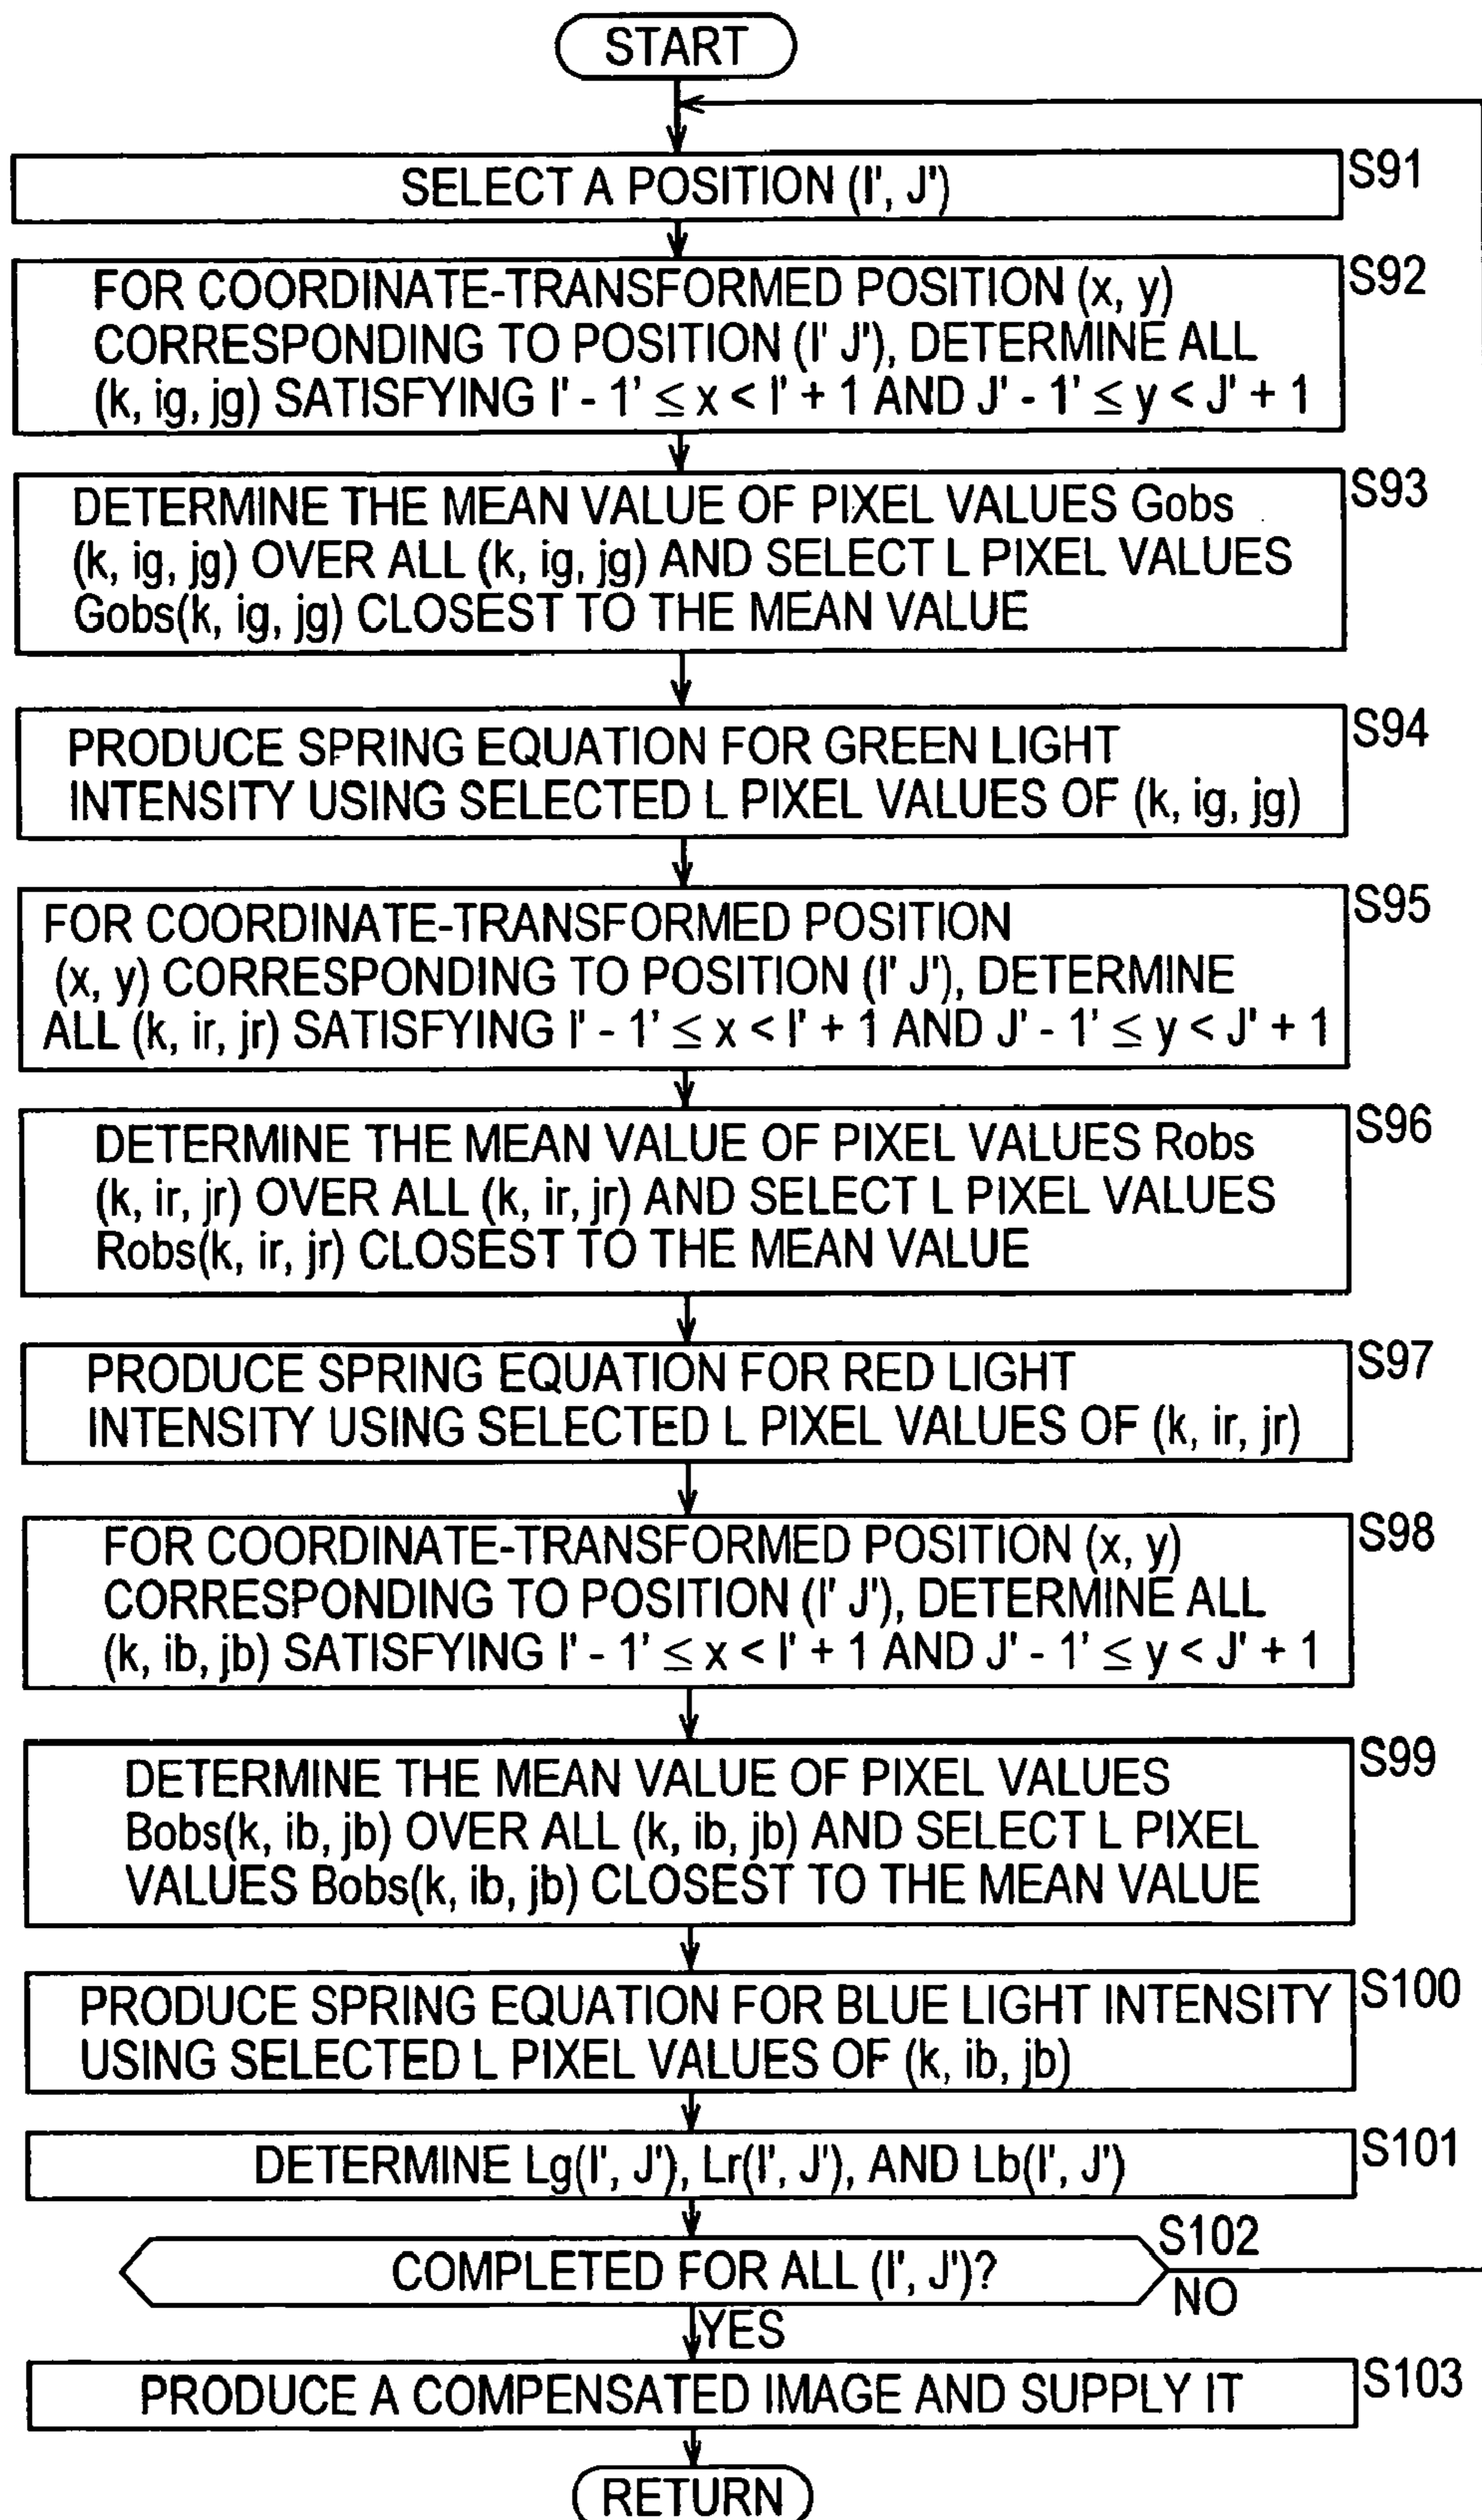 START
SELECT A POSITION (I', J')
S91
FOR COORDINATE-TRANSFORMED POSITION (x, y)
CORRESPONDING TO POSITION (I' J'), DETERMINE ALL
(k, ig, jg) SATISFYING I' - 1' ≤ x < I' + 1 AND J' - 1' ≤ y < J' + 1
S92
DETERMINE THE MEAN VALUE OF PIXEL VALUES Gobs
(k, ig, jg) OVER ALL (k, ig, jg) AND SELECT L PIXEL VALUES
Gobs(k, ig, jg) CLOSEST TO THE MEAN VALUE
S93
PRODUCE SPRING EQUATION FOR GREEN LIGHT
INTENSITY USING SELECTED L PIXEL VALUES OF (k, ig, jg)
S94
FOR COORDINATE-TRANSFORMED POSITION
(x, y) CORRESPONDING TO POSITION (I' J'), DETERMINE
ALL (k, ir, jr) SATISFYING I' - 1' ≤ x < I' + 1 AND J' - 1' ≤ y < J' + 1
S95
DETERMINE THE MEAN VALUE OF PIXEL VALUES Robs
(k, ir, jr) OVER ALL (k, ir, jr) AND SELECT L PIXEL VALUES
Robs(k, ir, jr) CLOSEST TO THE MEAN VALUE
S96
PRODUCE SPRING EQUATION FOR RED LIGHT
INTENSITY USING SELECTED L PIXEL VALUES OF (k, ir, jr)
S97
FOR COORDINATE-TRANSFORMED POSITION (x, y)
CORRESPONDING TO POSITION (I' J'), DETERMINE ALL
(k, ib, jb) SATISFYING I' - 1' ≤ x < I' + 1 AND J' - 1' ≤ y < J' + 1
S98
DETERMINE THE MEAN VALUE OF PIXEL VALUES
Bobs(k, ib, jb) OVER ALL (k, ib, jb) AND SELECT L PIXEL
VALUES Bobs(k, ib, jb) CLOSEST TO THE MEAN VALUE
S99
PRODUCE SPRING EQUATION FOR BLUE LIGHT INTENSITY
USING SELECTED L PIXEL VALUES OF (k, ib, jb)
S100
DETERMINE Lg(I', J'), Lr(I', J'), AND Lb(I', J')
S101
COMPLETED FOR ALL (I', J')?
S102
NO
YES
PRODUCE A COMPENSATED IMAGE AND SUPPLY IT
S103
RETURN